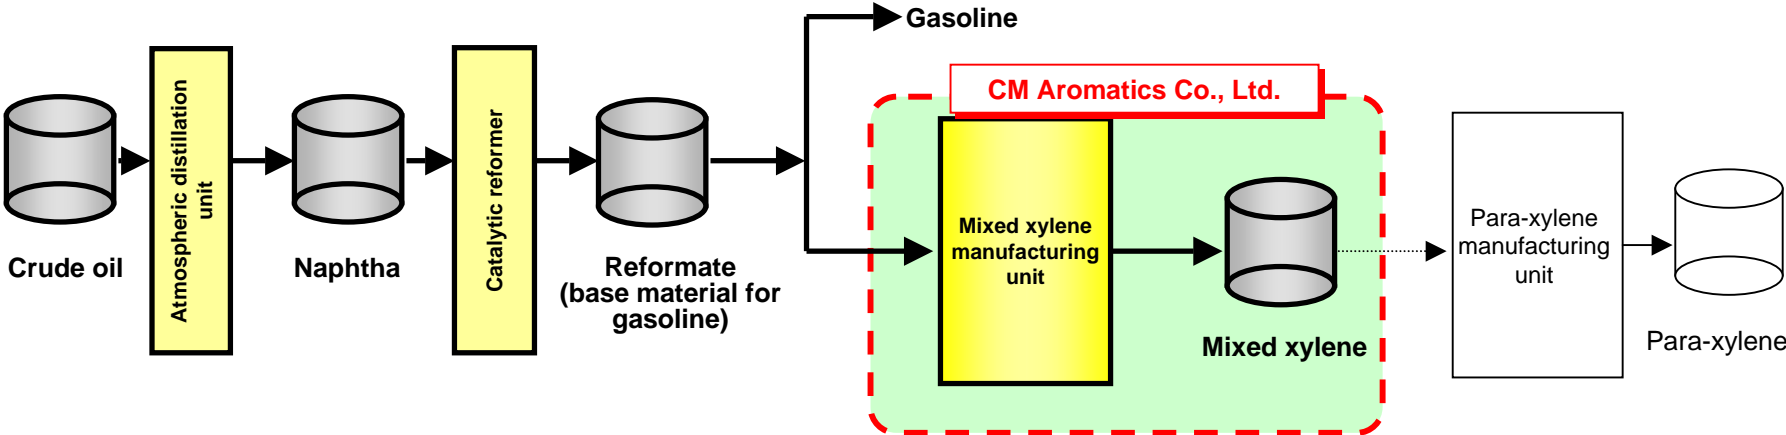 Gasoline
CM Aromatics Co., Ltd.
Crude oil
Atmospheric distillation
unit
Naphtha
Catalytic reformer
Reformate
(base material for
gasoline)
Mixed xylene
manufacturing
unit
Mixed xylene
Para-xylene
manufacturing
unit
Para-xylene